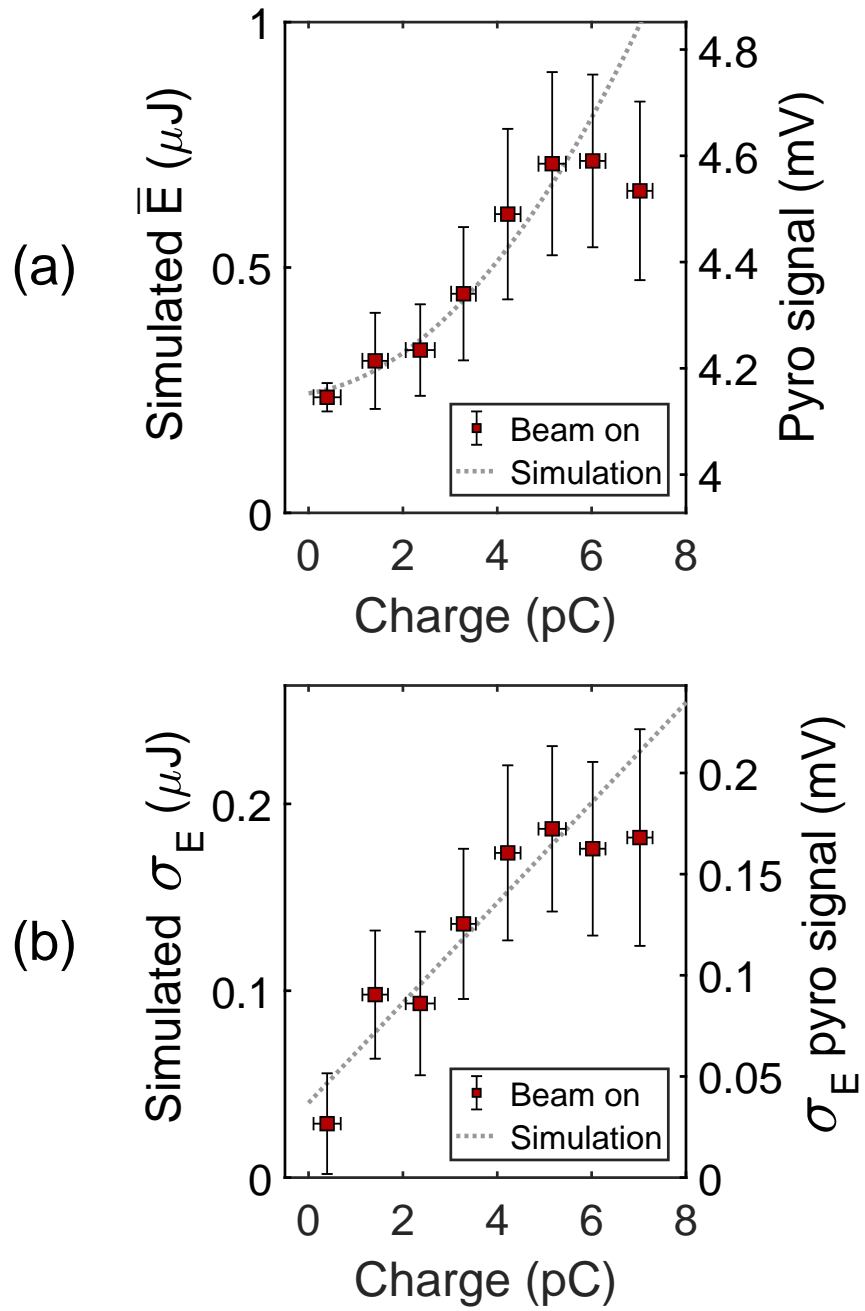 (a)
Simulated E̅ (μJ)
1
0.5
0
4.8
4.6
4.4
4.2
4
Pyro signal (mV)
Beam on
Simulation
0 2 4 6 8
Charge (pC)
(b)
Simulated σ_E (μJ)
0.2
0.1
0
0.2
0.15
0.1
0.05
0
σ_E pyro signal (mV)
Beam on
Simulation
0 2 4 6 8
Charge (pC)